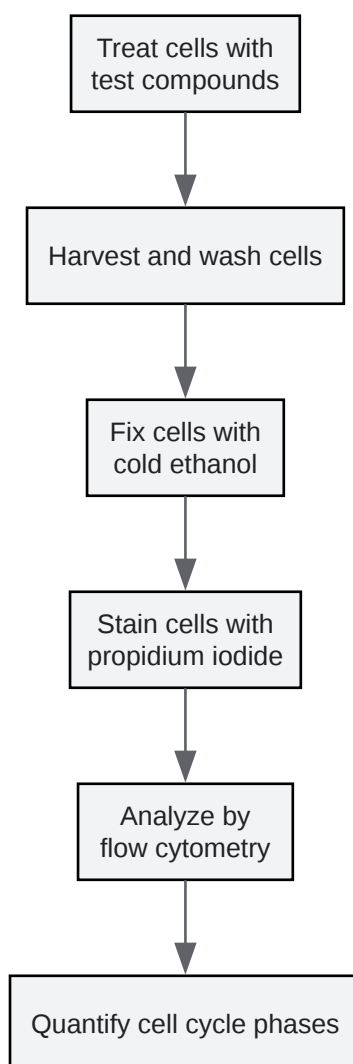 Treat cells with
test compounds
Harvest and wash cells
Fix cells with
cold ethanol
Stain cells with
propidium iodide
Analyze by
flow cytometry
Quantify cell cycle phases